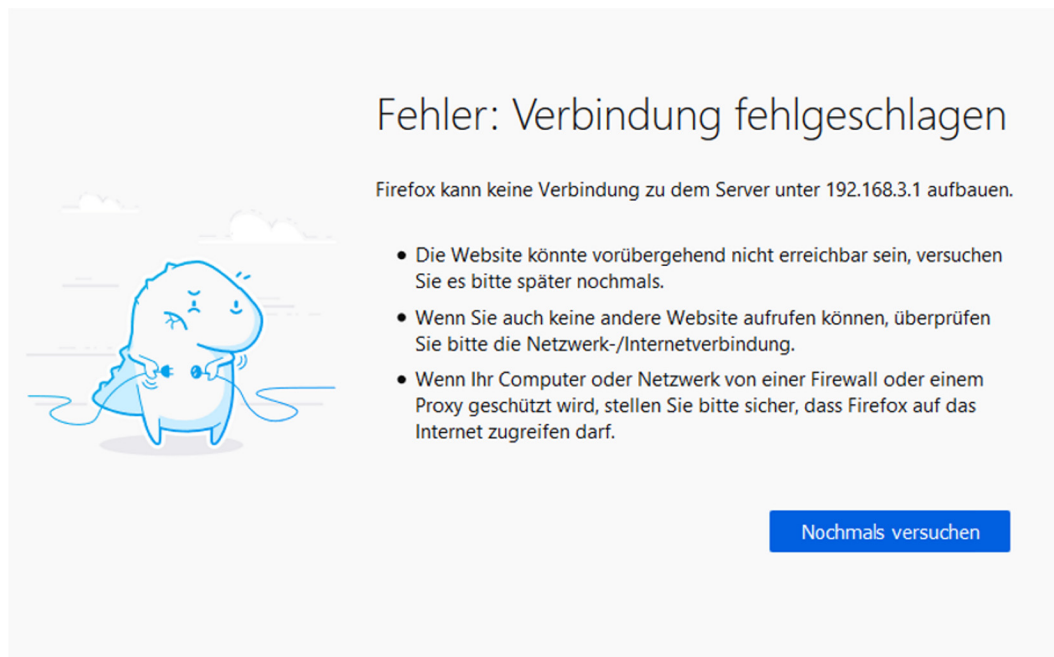 Fehler: Verbindung fehlgeschlagen
Firefox kann keine Verbindung zu dem Server unter 192.168.3.1 aufbauen.
• Die Website könnte vorübergehend nicht erreichbar sein, versuchen
Sie es bitte später nochmals.
• Wenn Sie auch keine andere Website aufrufen können, überprüfen
Sie bitte die Netzwerk-/Internetverbindung.
• Wenn Ihr Computer oder Netzwerk von einer Firewall oder einem
Proxy geschützt wird, stellen Sie bitte sicher, dass Firefox auf das
Internet zugreifen darf.
Nochmals versuchen